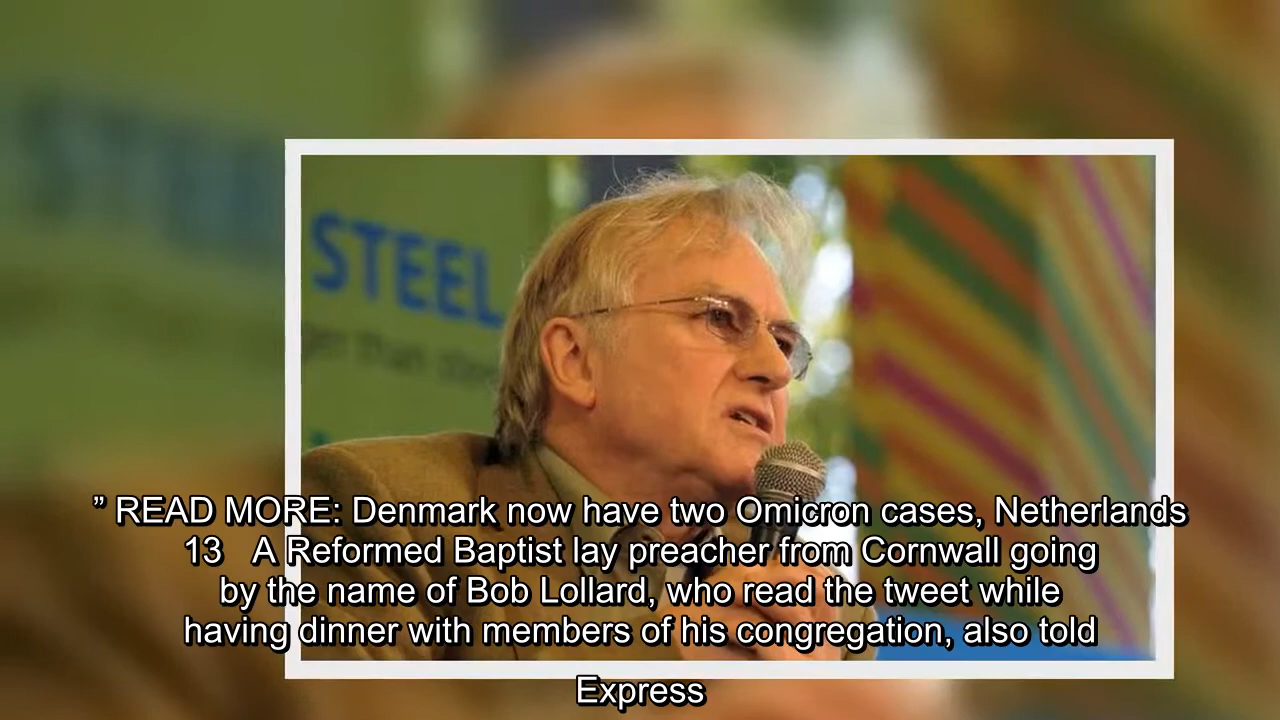 STEEL
” READ MORE: Denmark now have two Omicron cases, Netherlands
13 A Reformed Baptist lay preacher from Cornwall going
by the name of Bob Lollard, who read the tweet while
having dinner with members of his congregation, also told
Express